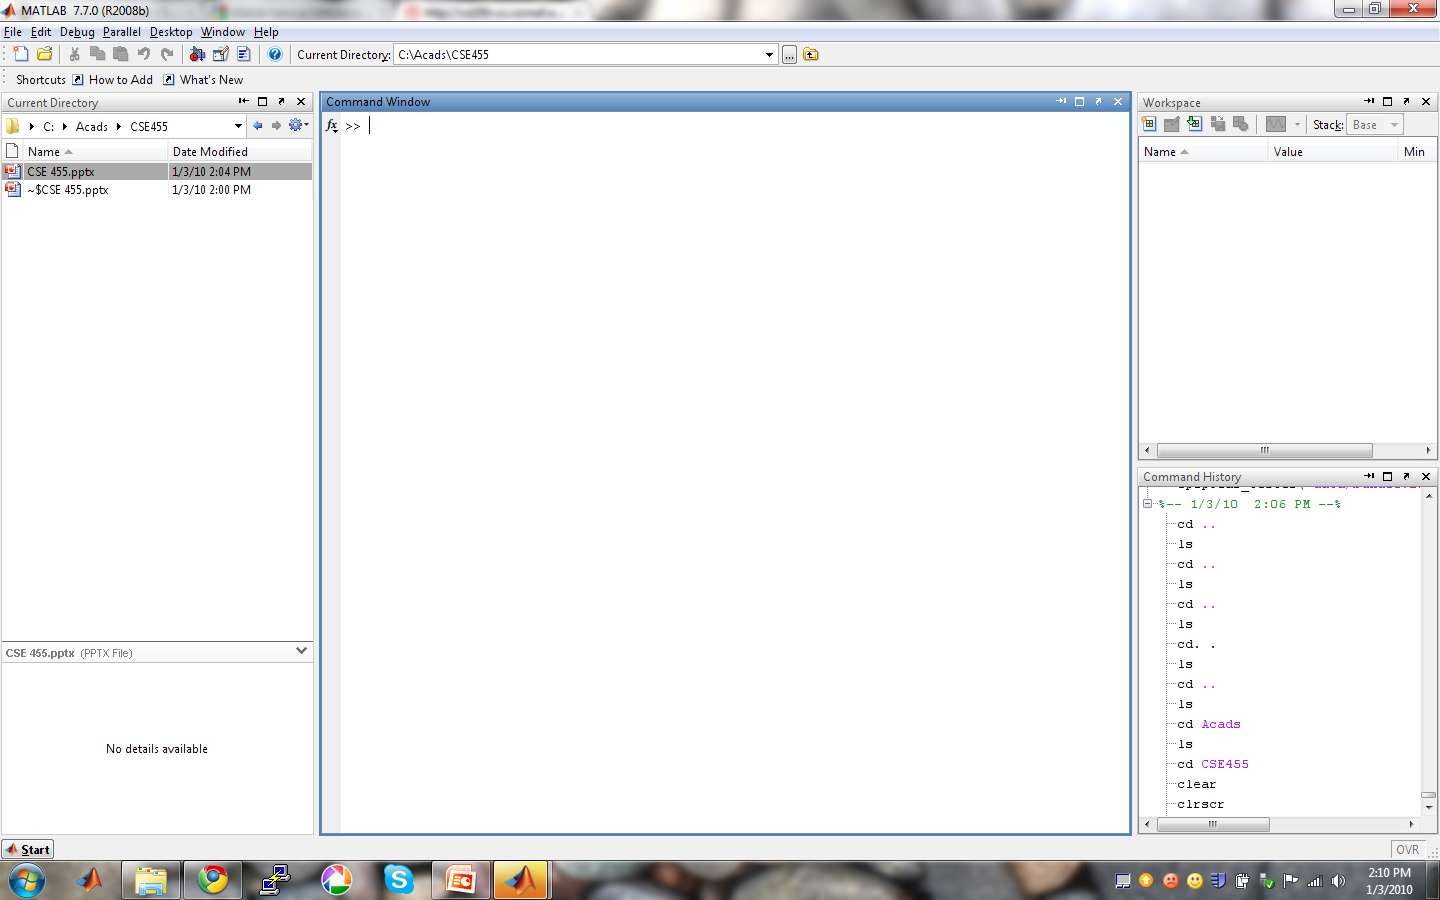 MATLAB 7.7.0 (R2008b)
File Edit Debug Parallel Desktop Window Help
Current Directory: C:\Acads\CSE455
...
Shortcuts How to Add What's New
Current Directory
C: Acads CSE455
Name Date Modified
CSE 455.pptx 1/3/10 2:04 PM
~$CSE 455.pptx 1/3/10 2:00 PM
CSE 455.pptx (PPTX File)
No details available
Command Window
fx >>
Workspace
Stack: Base
Name Value Min
Command History
%-- 1/3/10 2:06 PM --%
cd ..
ls
cd ..
ls
cd ..
ls
cd. .
ls
cd ..
ls
cd Acads
ls
cd CSE455
clear
clrscr
Start
OVR
2:10 PM
1/3/2010